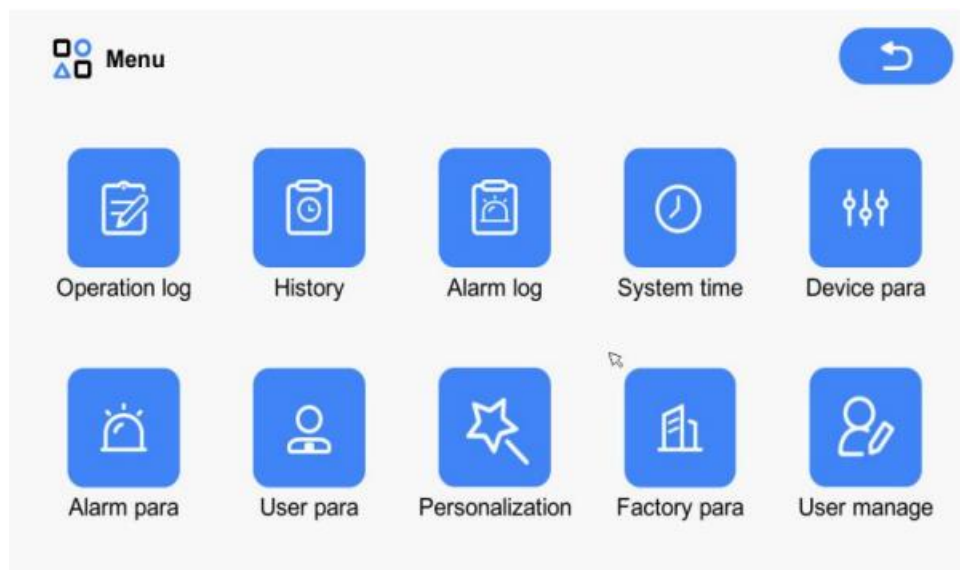 Menu
Operation log
History
Alarm log
System time
Device para
Alarm para
User para
Personalization
Factory para
User manage